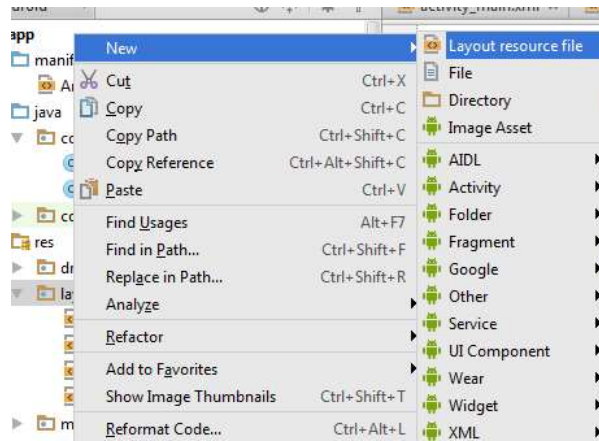 activity_main.xml
app
java
res
New
Cut Ctrl+X
Copy Ctrl+C
Copy Path Ctrl+Shift+C
Copy Reference Ctrl+Alt+Shift+C
Paste Ctrl+V
Find Usages Alt+F7
Find in Path... Ctrl+Shift+F
Replace in Path... Ctrl+Shift+R
Analyze
Refactor
Add to Favorites
Show Image Thumbnails Ctrl+Shift+T
Reformat Code... Ctrl+Alt+L
Layout resource file
File
Directory
Image Asset
AIDL
Activity
Folder
Fragment
Google
Other
Service
UI Component
Wear
Widget
XML